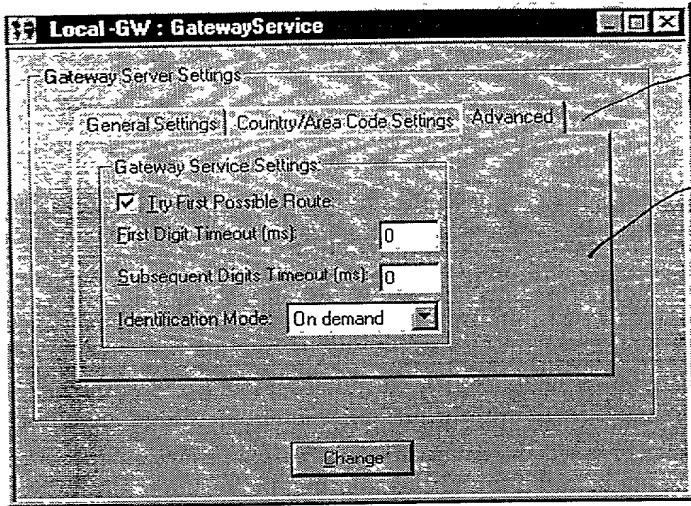 Local-GW : GatewayService
Gateway Server Settings
General Settings Country/Area Code Settings Advanced
Gateway Service Settings:
Try First Possible Route
First Digit Timeout (ms): 0
Subsequent Digits Timeout (ms): 0
Identification Mode: On demand
Change